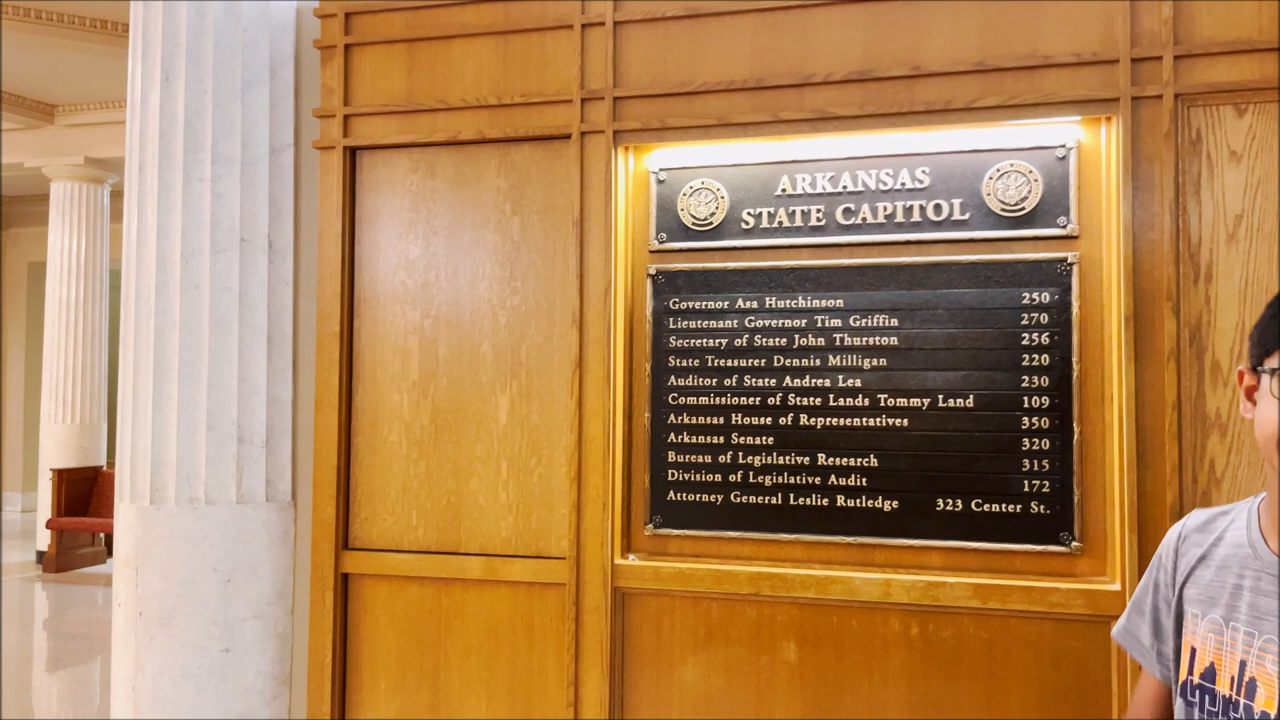 ARKANSAS
STATE CAPITOL
Governor Asa Hutchinson 250
Lieutenant Governor Tim Griffin 270
Secretary of State John Thurston 256
State Treasurer Dennis Milligan 220
Auditor of State Andrea Lea 230
Commissioner of State Lands Tommy Land 109
Arkansas House of Representatives 350
Arkansas Senate 320
Bureau of Legislative Research 315
Division of Legislative Audit 172
Attorney General Leslie Rutledge 323 Center St.